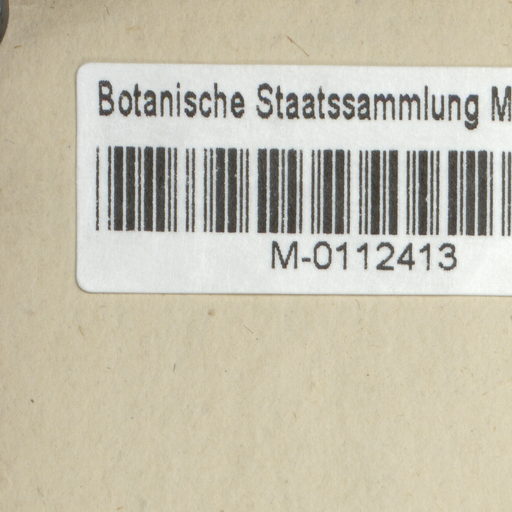 Botanische Staatssammlung M
M-0112413